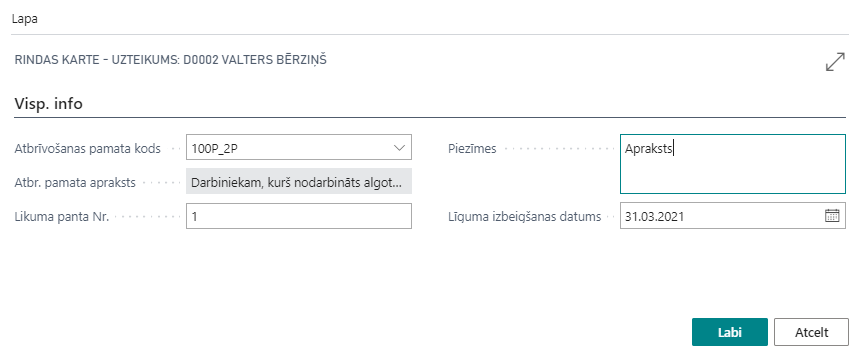 Lapa
RINDAS KARTE - UZTEIKUMS: D0002 VALTERS BĒRZIŅŠ
Visp. info
Atbrīvošanas pamata kods 100P_2P
Piezīmes Apraksts
Atbr. pamata apraksts Darbiniekam, kurš nodarbināts algot...
Likuma panta Nr. 1
Līguma izbeigšanas datums 31.03.2021
Labi Atcelt